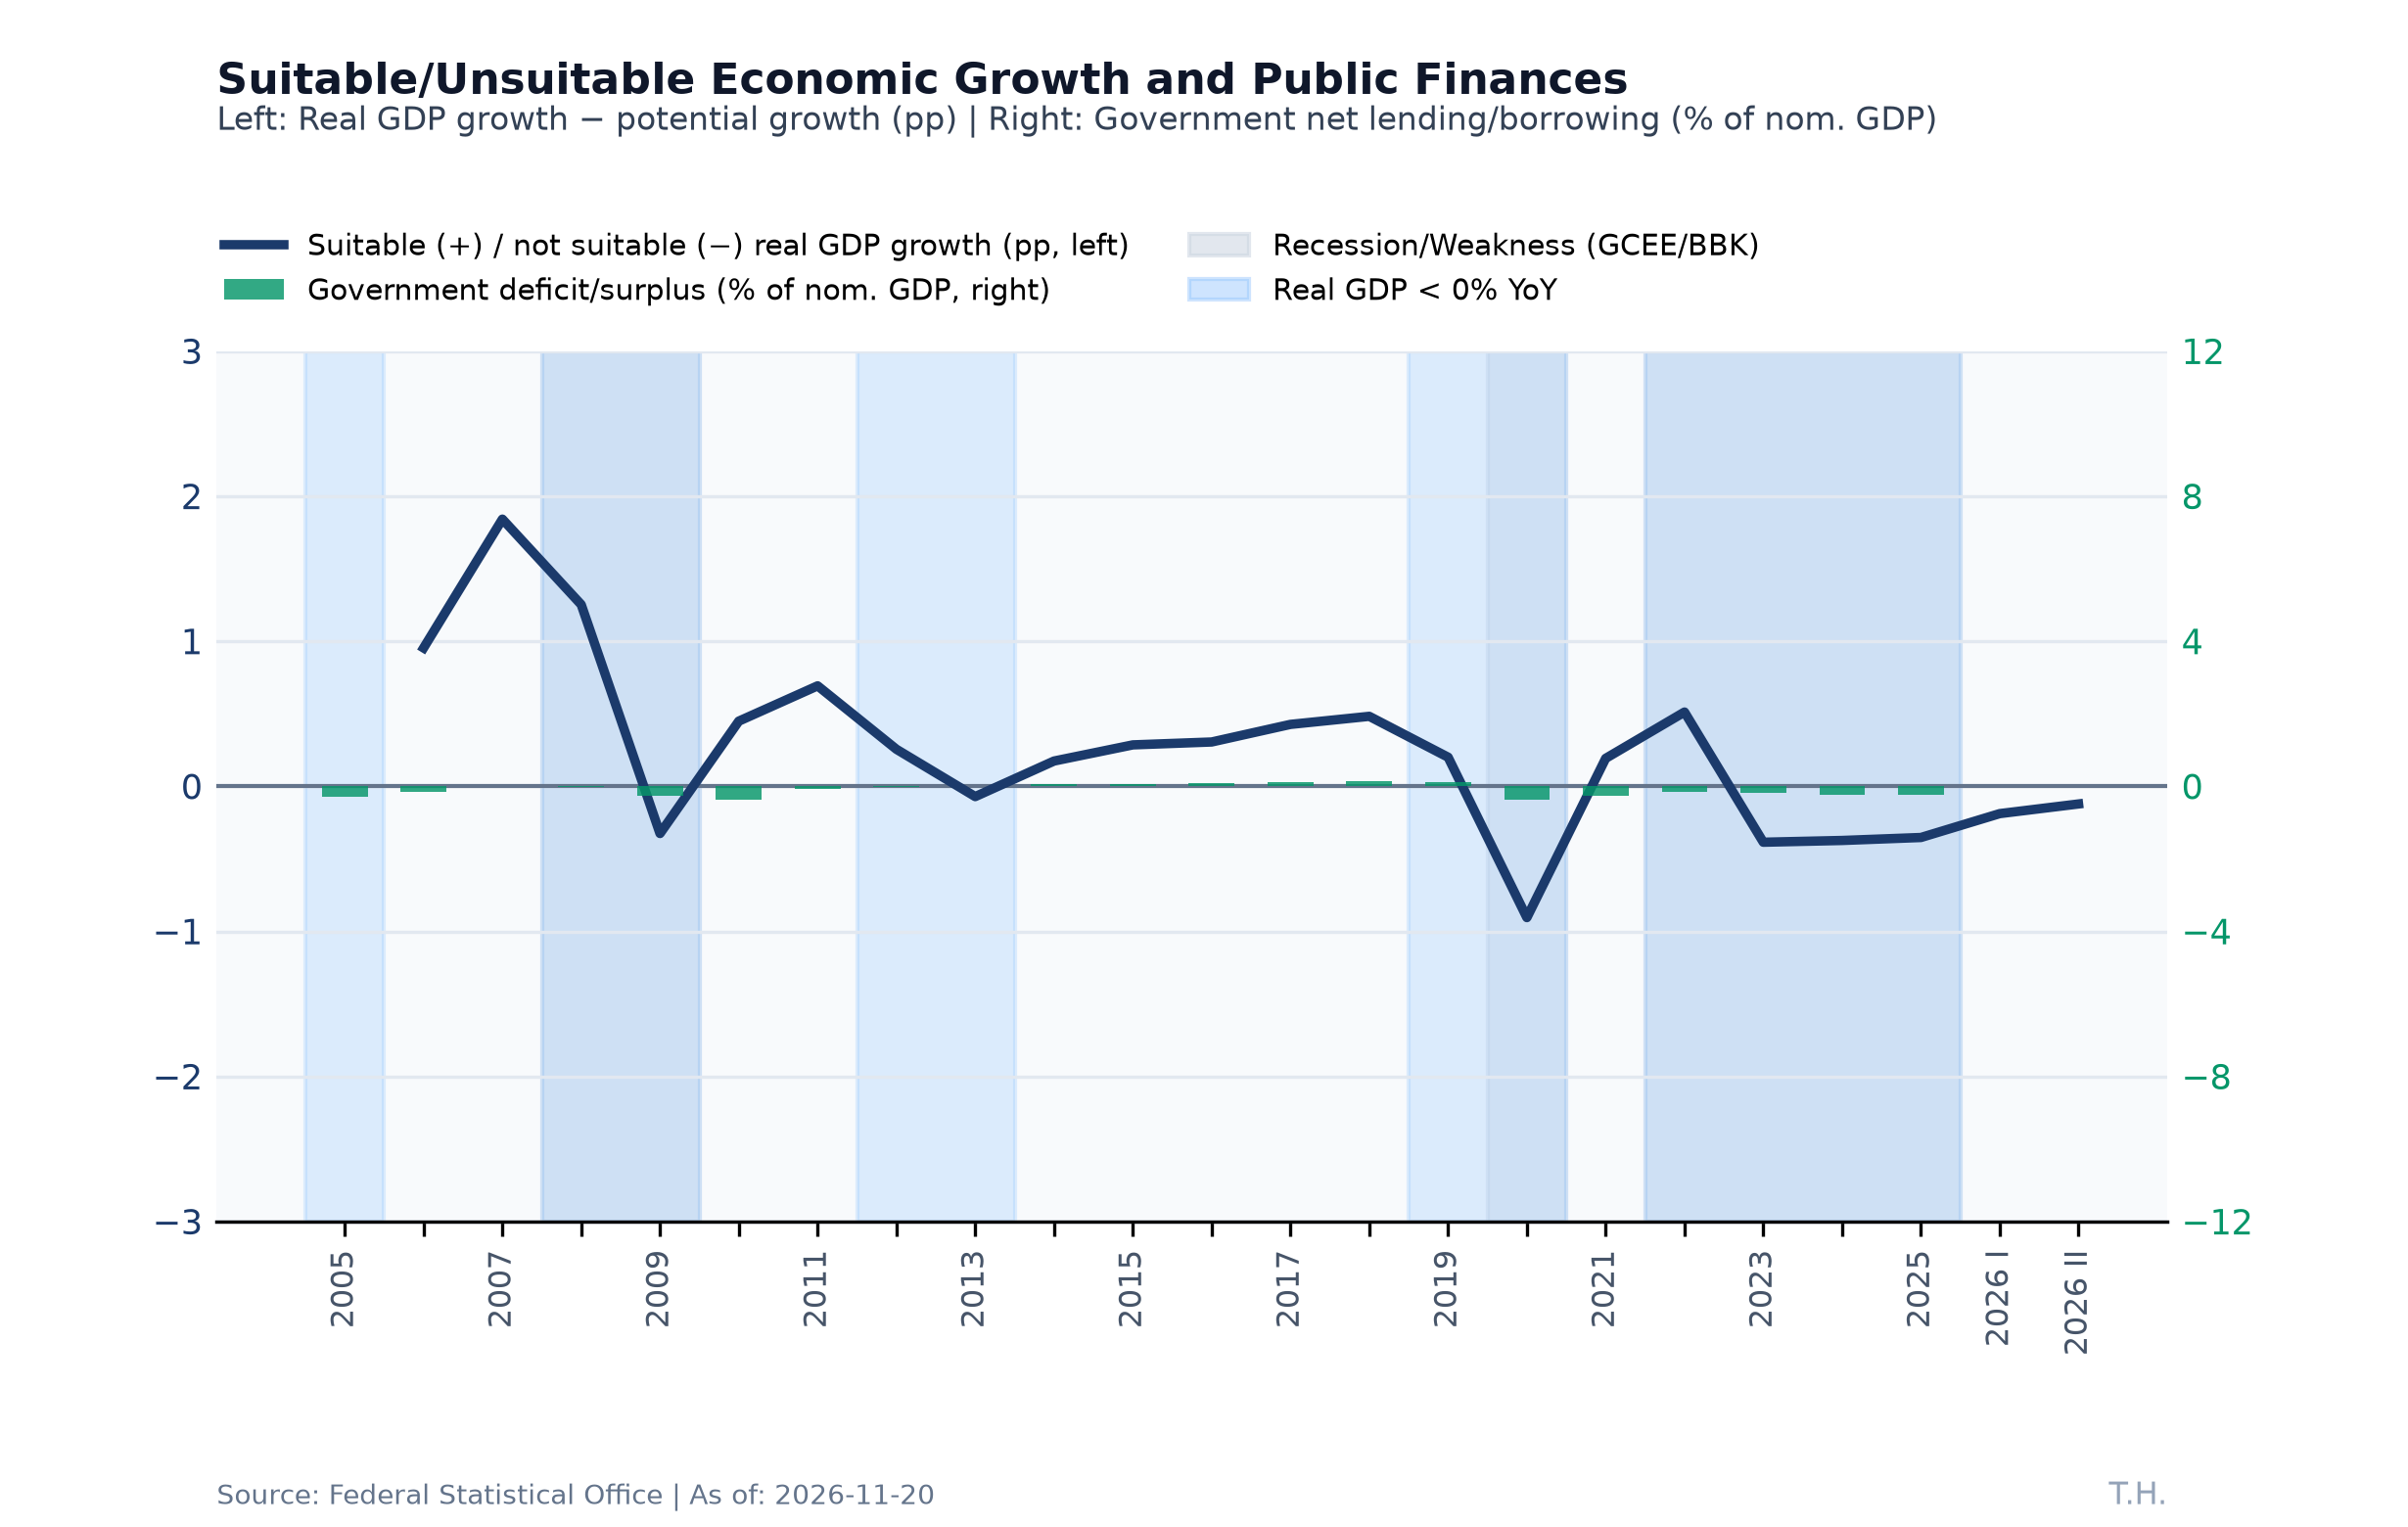 Suitable/Unsuitable Economic Growth and Public Finances
Left: Real GDP growth − potential growth (pp) | Right: Government net lending/borrowing (% of nom. GDP)
Suitable (+) / not suitable (−) real GDP growth (pp, left)
Government deficit/surplus (% of nom. GDP, right)
Recession/Weakness (GCEE/BBK)
Real GDP < 0% YoY
3
2
1
0
−1
−2
−3
12
8
4
0
−4
−8
−12
2005
2007
2009
2011
2013
2015
2017
2019
2021
2023
2025
2026 I
2026 II
Source: Federal Statistical Office | As of: 2026-11-20
T.H.